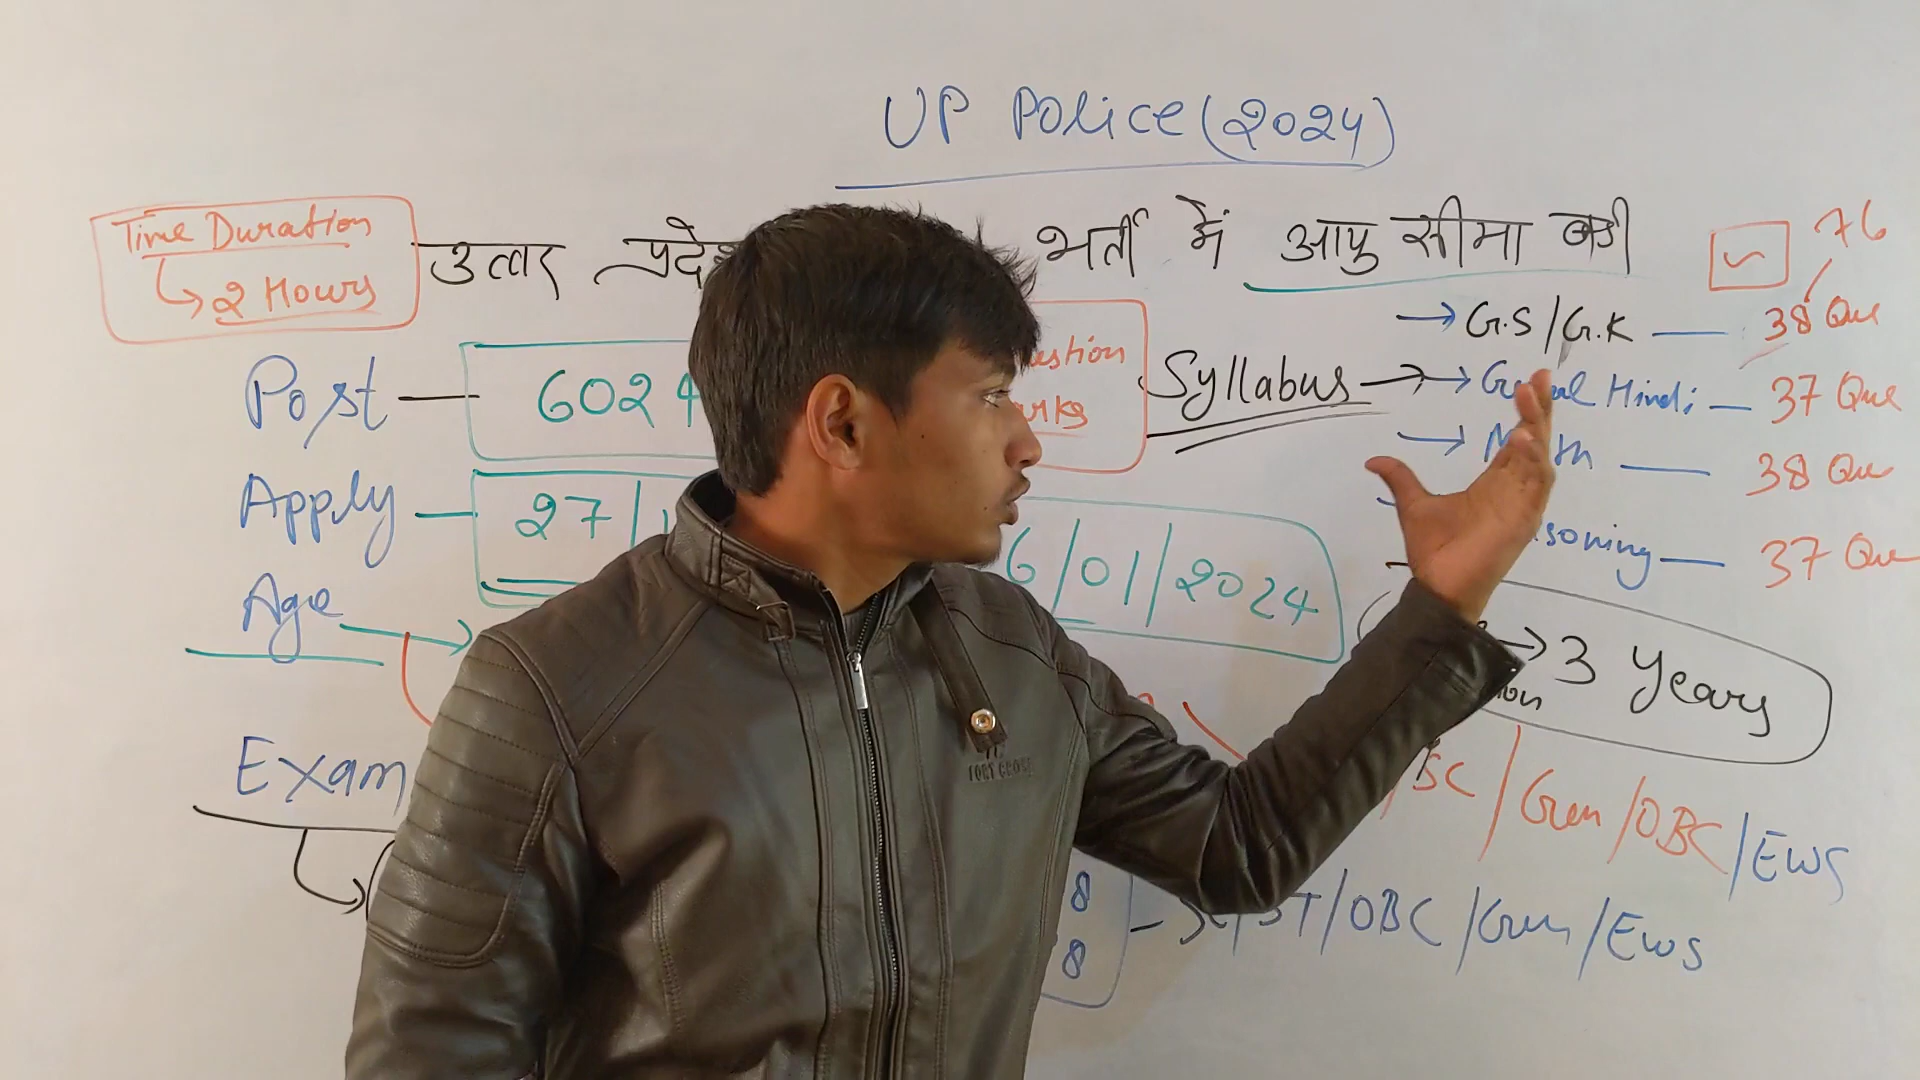 UP Police (2024)
Time Duration
2 Hours
उत्तर प्रदेश भर्ती में आयु सीमा बढी
76
G.S/G.K — 38 Que
Post — 6024
Syllabus → General Hindi — 37 Que
Math — 38 Que
Apply — 27/1 6/01/2024
soning — 37 Que
Age
→ 3 Years
Exam
SC/Gen/OBC/EWS
8
8
- SC/ST/OBC/Gen/Ews